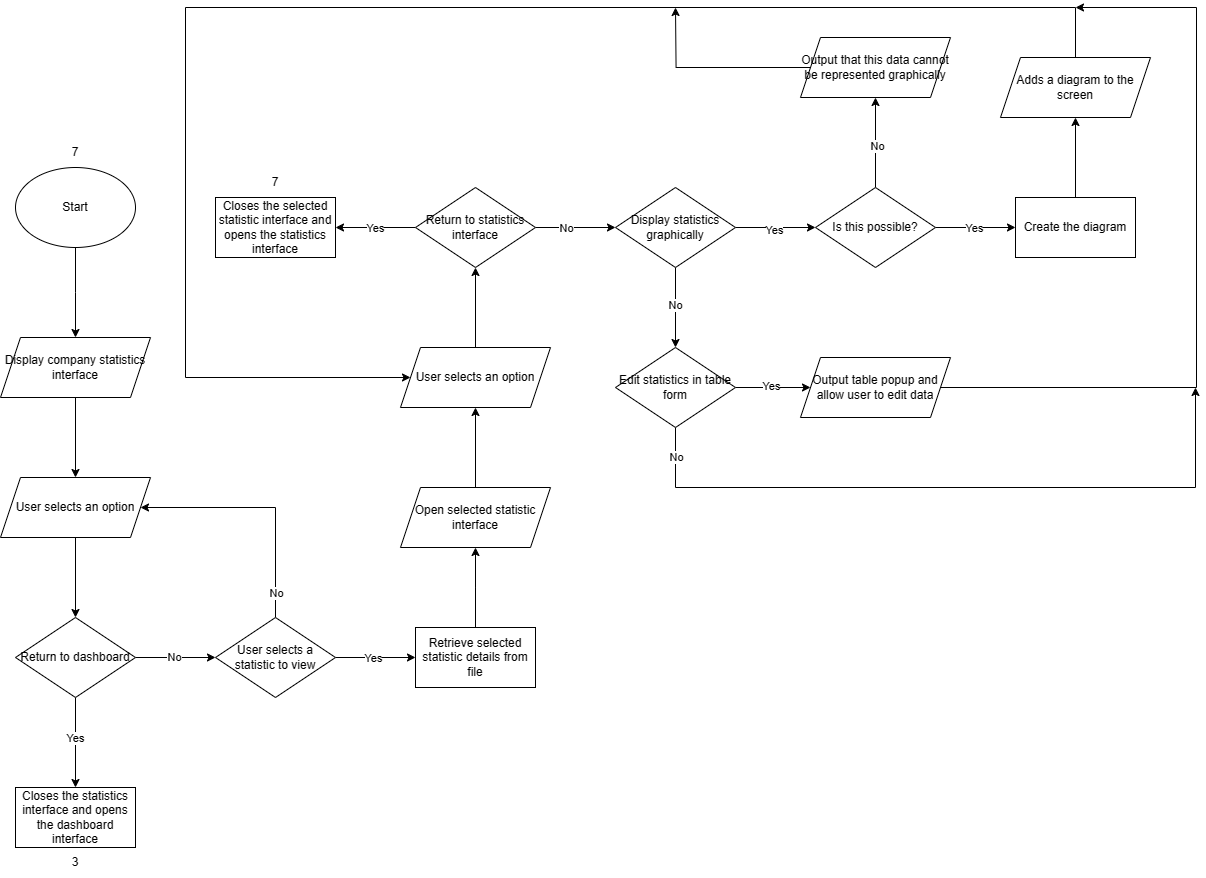 7
Start
Display company statistics
interface
User selects an option
Return to dashboard
Yes
Closes the statistics
interface and opens
the dashboard
interface
3
No
User selects a
statistic to view
No
Yes
Retrieve selected
statistic details from
file
Open selected statistic
interface
User selects an option
Return to statistics
interface
Yes
7
Closes the selected
statistic interface and
opens the statistics
interface
No
Display statistics
graphically
Yes
Is this possible?
No
Output that this data cannot
be represented graphically
Yes
Create the diagram
Adds a diagram to the
screen
No
Edit statistics in table
form
Yes
Output table popup and
allow user to edit data
No